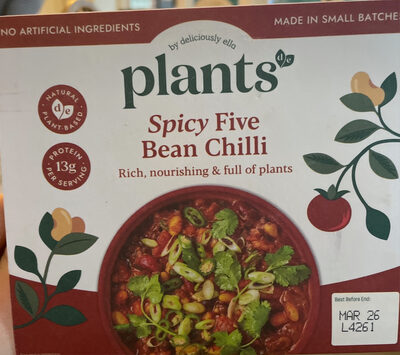 NO ARTIFICIAL INGREDIENTS
MADE IN SMALL BATCHES
by deliciously ella
plants d/e
NATURAL PLANT-BASED
d/e
PROTEIN
13g
PER SERVING
Spicy Five
Bean Chilli
Rich, nourishing & full of plants
Best Before End:
MAR 26
L4261